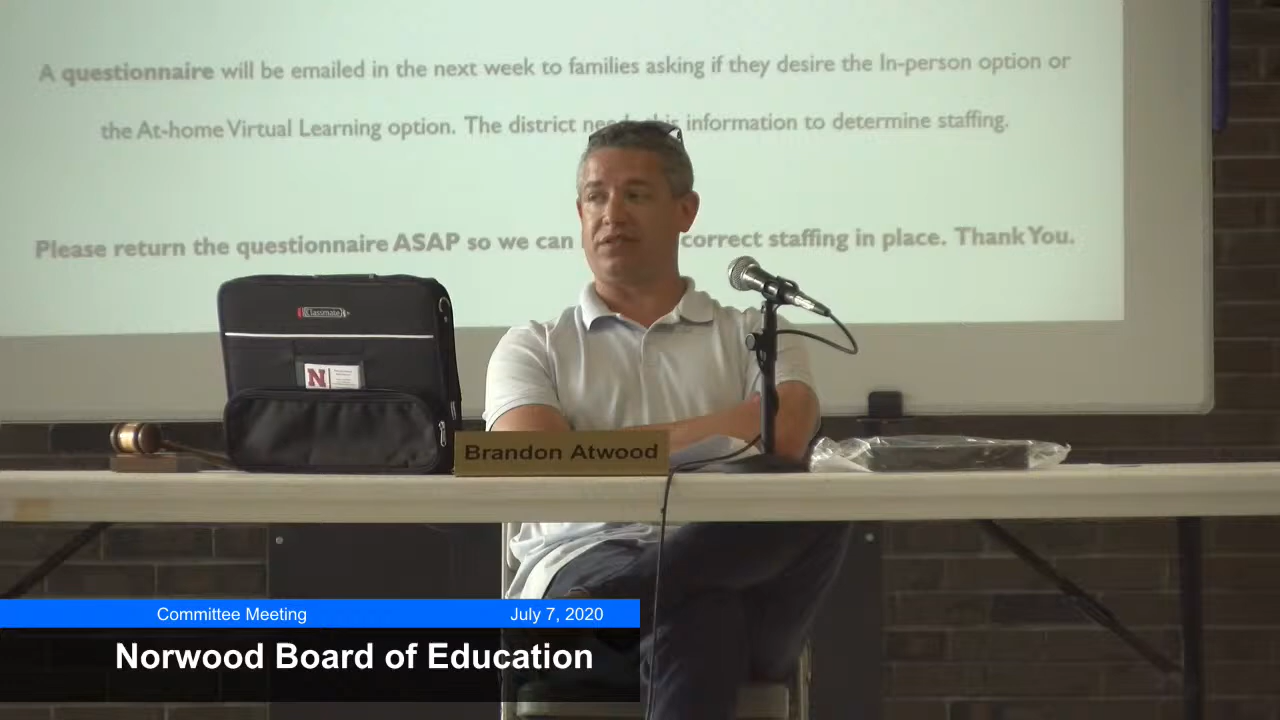 A questionnaire will be emailed in the next week to families asking if they desire the In-person option or
the At-home Virtual Learning option. The district needs this information to determine staffing.
Please return the questionnaire ASAP so we can correct staffing in place. Thank You.
Classmate
N
Brandon Atwood
Committee Meeting July 7, 2020
Norwood Board of Education